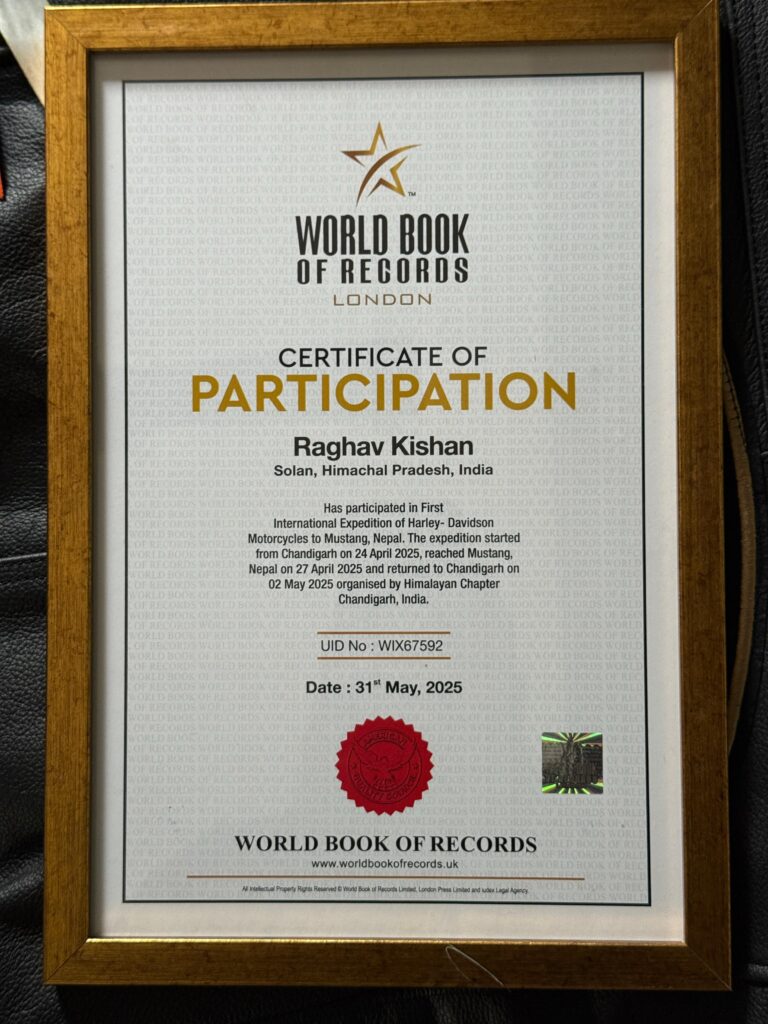 WORLD BOOK
OF RECORDS
LONDON
CERTIFICATE OF
PARTICIPATION
Raghav Kishan
Solan, Himachal Pradesh, India
Has participated in First
International Expedition of Harley- Davidson
Motorcycles to Mustang, Nepal. The expedition started
from Chandigarh on 24 April 2025, reached Mustang,
Nepal on 27 April 2025 and returned to Chandigarh on
02 May 2025 organised by Himalayan Chapter
Chandigarh, India.
UID No : WIX67592
Date : 31st May, 2025
AMERICAN
QUALITY COUNCIL
WORLD BOOK OF RECORDS
www.worldbookofrecords.uk
All Intellectual Property Rights Reserved © World Book of Records Limited, London Press Limited and Iudex Legal Agency.